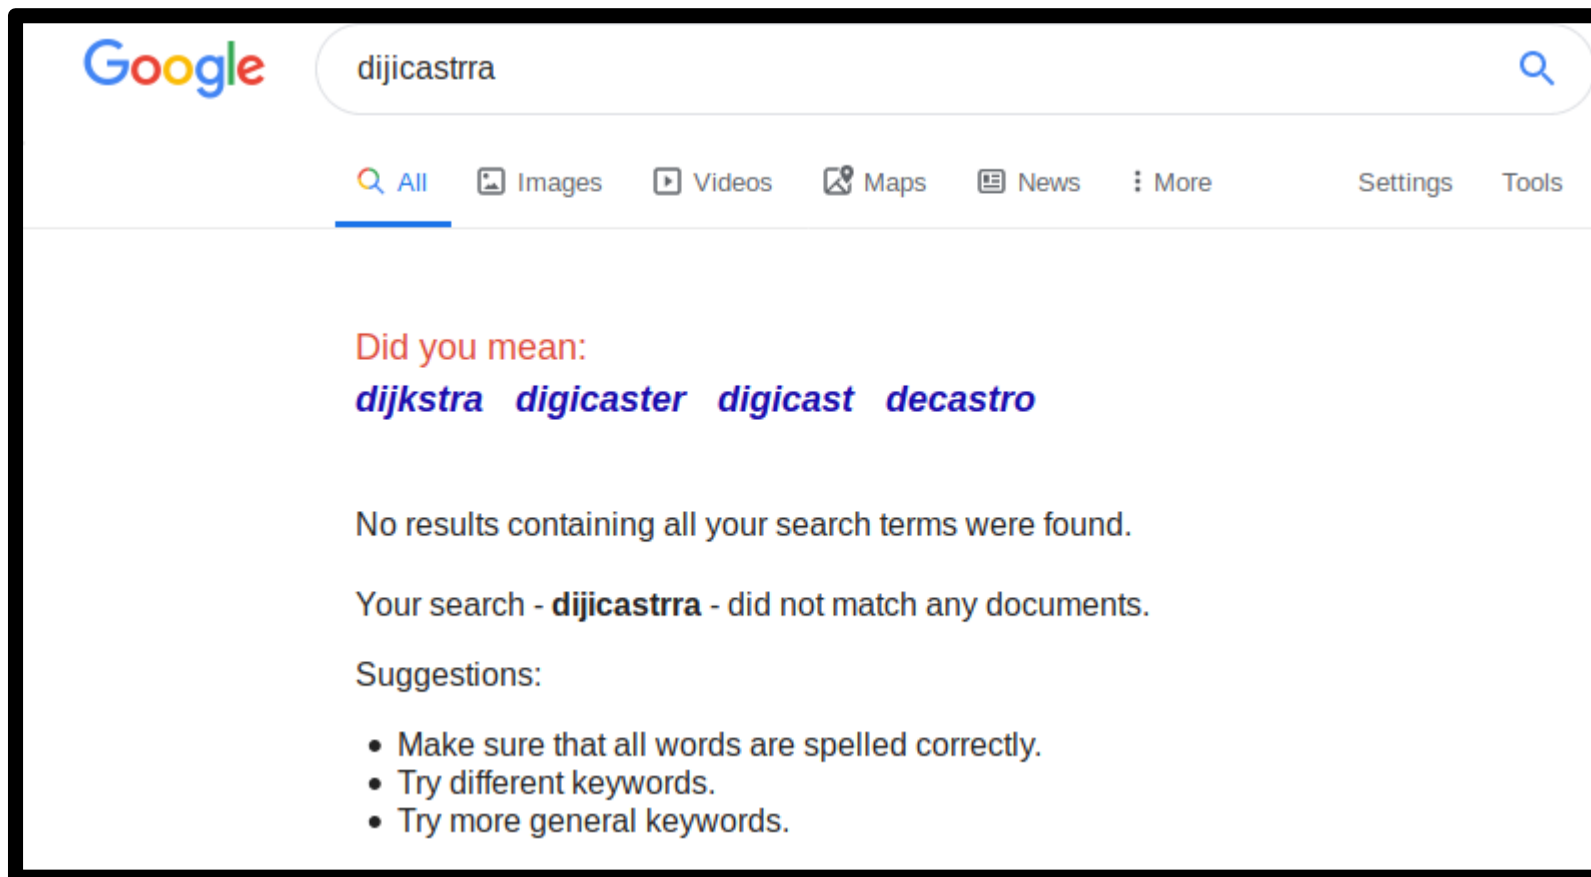 Google dijicastrra
All Images Videos Maps News More Settings Tools
Did you mean:
dijkstra digicaster digicast decastro
No results containing all your search terms were found.
Your search - dijicastrra - did not match any documents.
Suggestions:
• Make sure that all words are spelled correctly.
• Try different keywords.
• Try more general keywords.